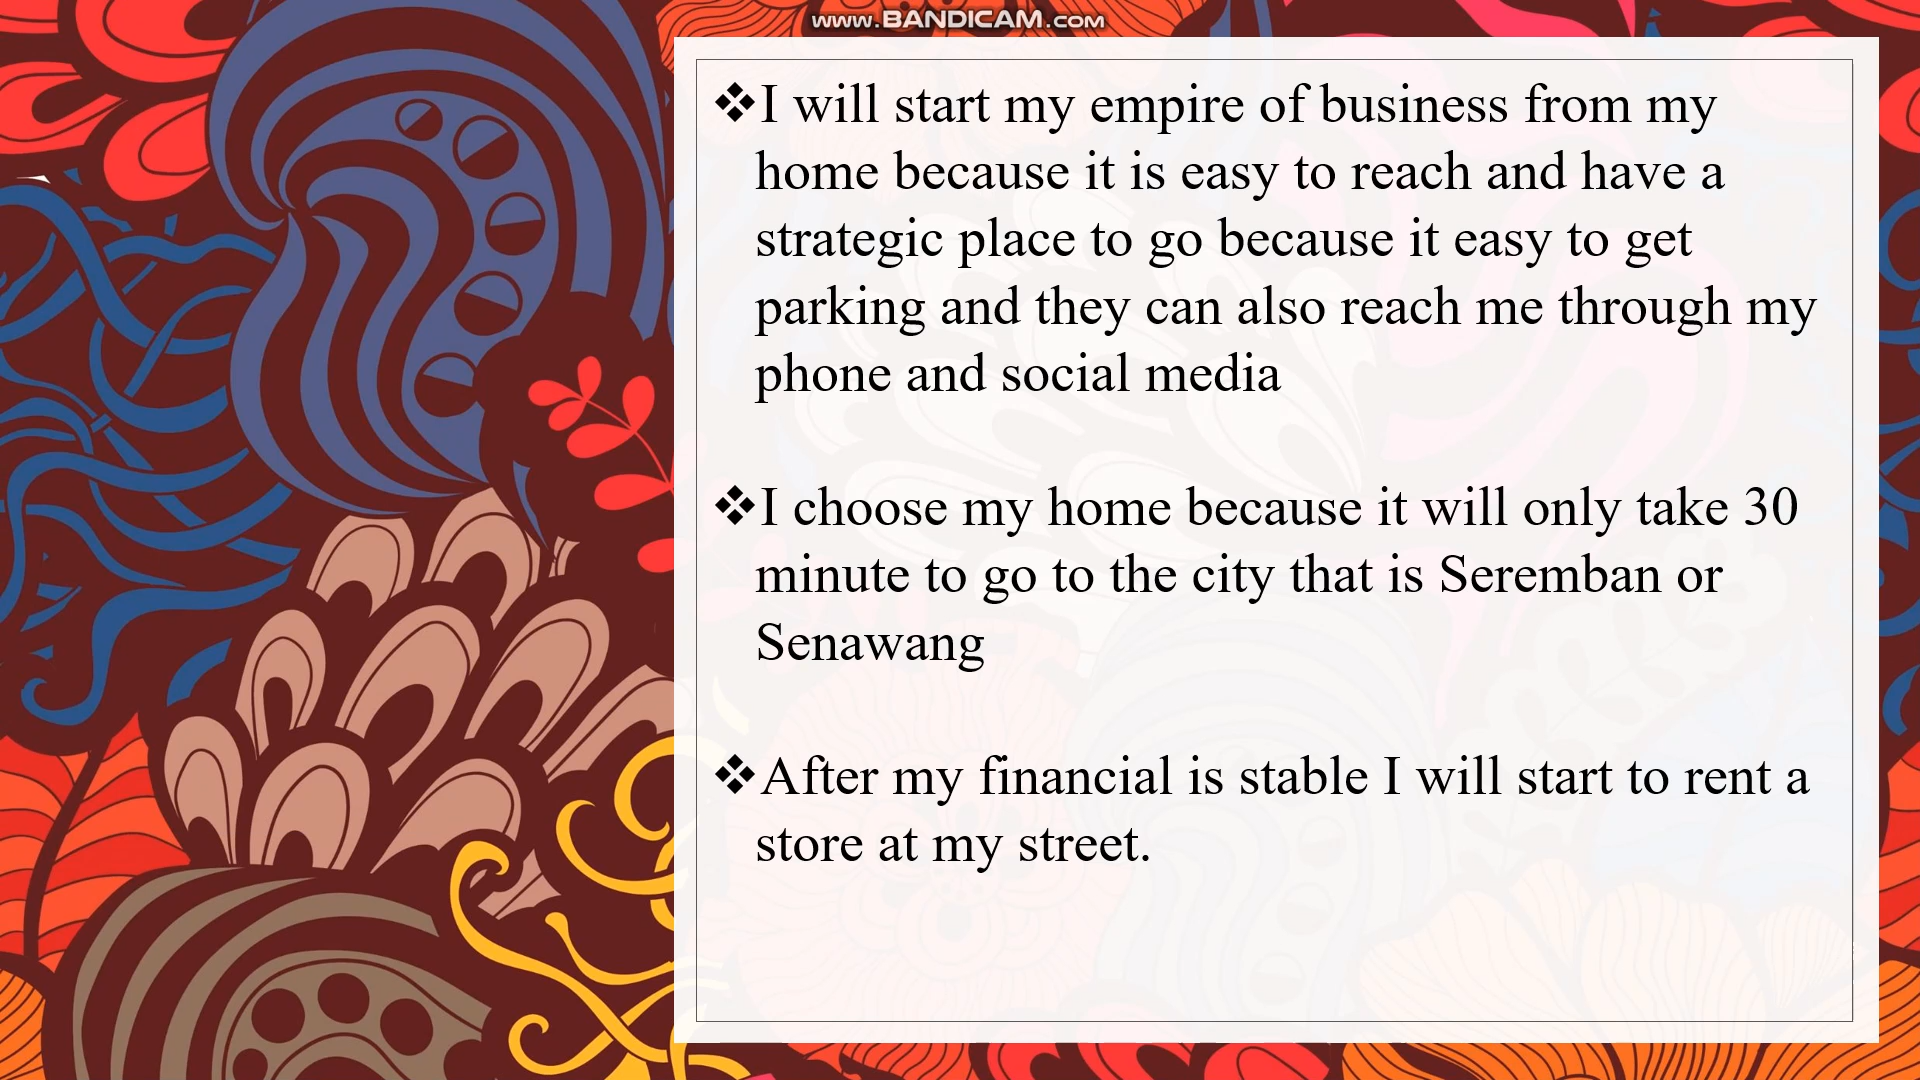 www.BANDICAM.com
❖I will start my empire of business from my
home because it is easy to reach and have a
strategic place to go because it easy to get
parking and they can also reach me through my
phone and social media
❖I choose my home because it will only take 30
minute to go to the city that is Seremban or
Senawang
❖After my financial is stable I will start to rent a
store at my street.